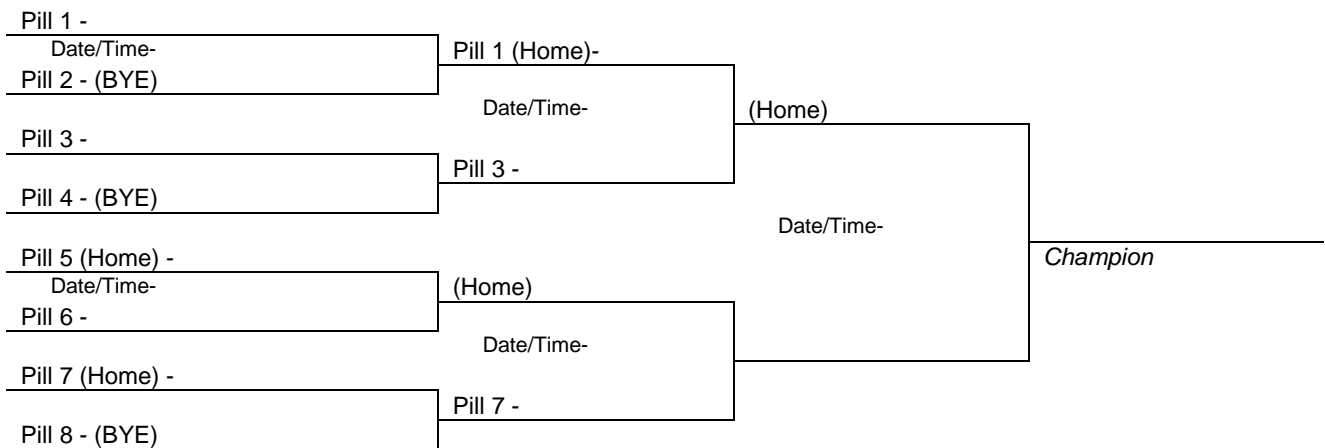 Pill 1 -
Date/Time-
Pill 1 (Home)-
Pill 2 - (BYE)
Date/Time-
(Home)
Pill 3 -
Pill 3 -
Pill 4 - (BYE)
Date/Time-
Pill 5 (Home) -
Champion
Date/Time-
(Home)
Pill 6 -
Date/Time-
Pill 7 (Home) -
Pill 7 -
Pill 8 - (BYE)